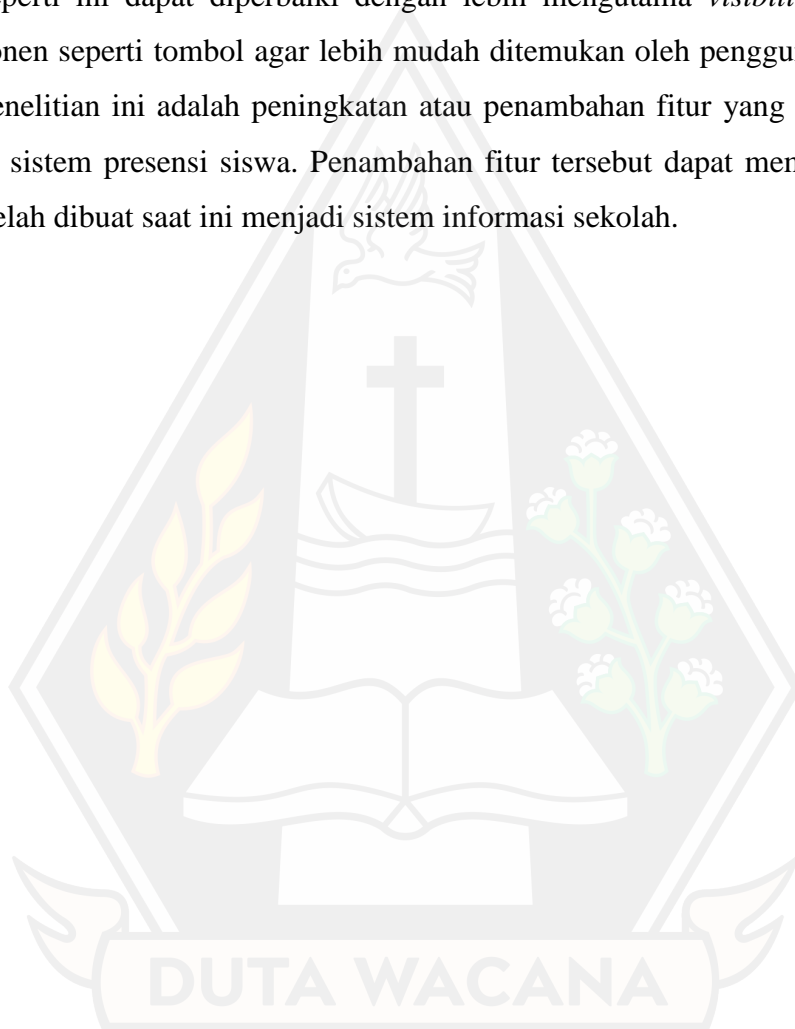 eperti ini dapat diperbaiki dengan lebih mengutama visibili
onen seperti tombol agar lebih mudah ditemukan oleh penggu
enelitian ini adalah peningkatan atau penambahan fitur yang
sistem presensi siswa. Penambahan fitur tersebut dapat men
elah dibuat saat ini menjadi sistem informasi sekolah.
DUTA WACANA